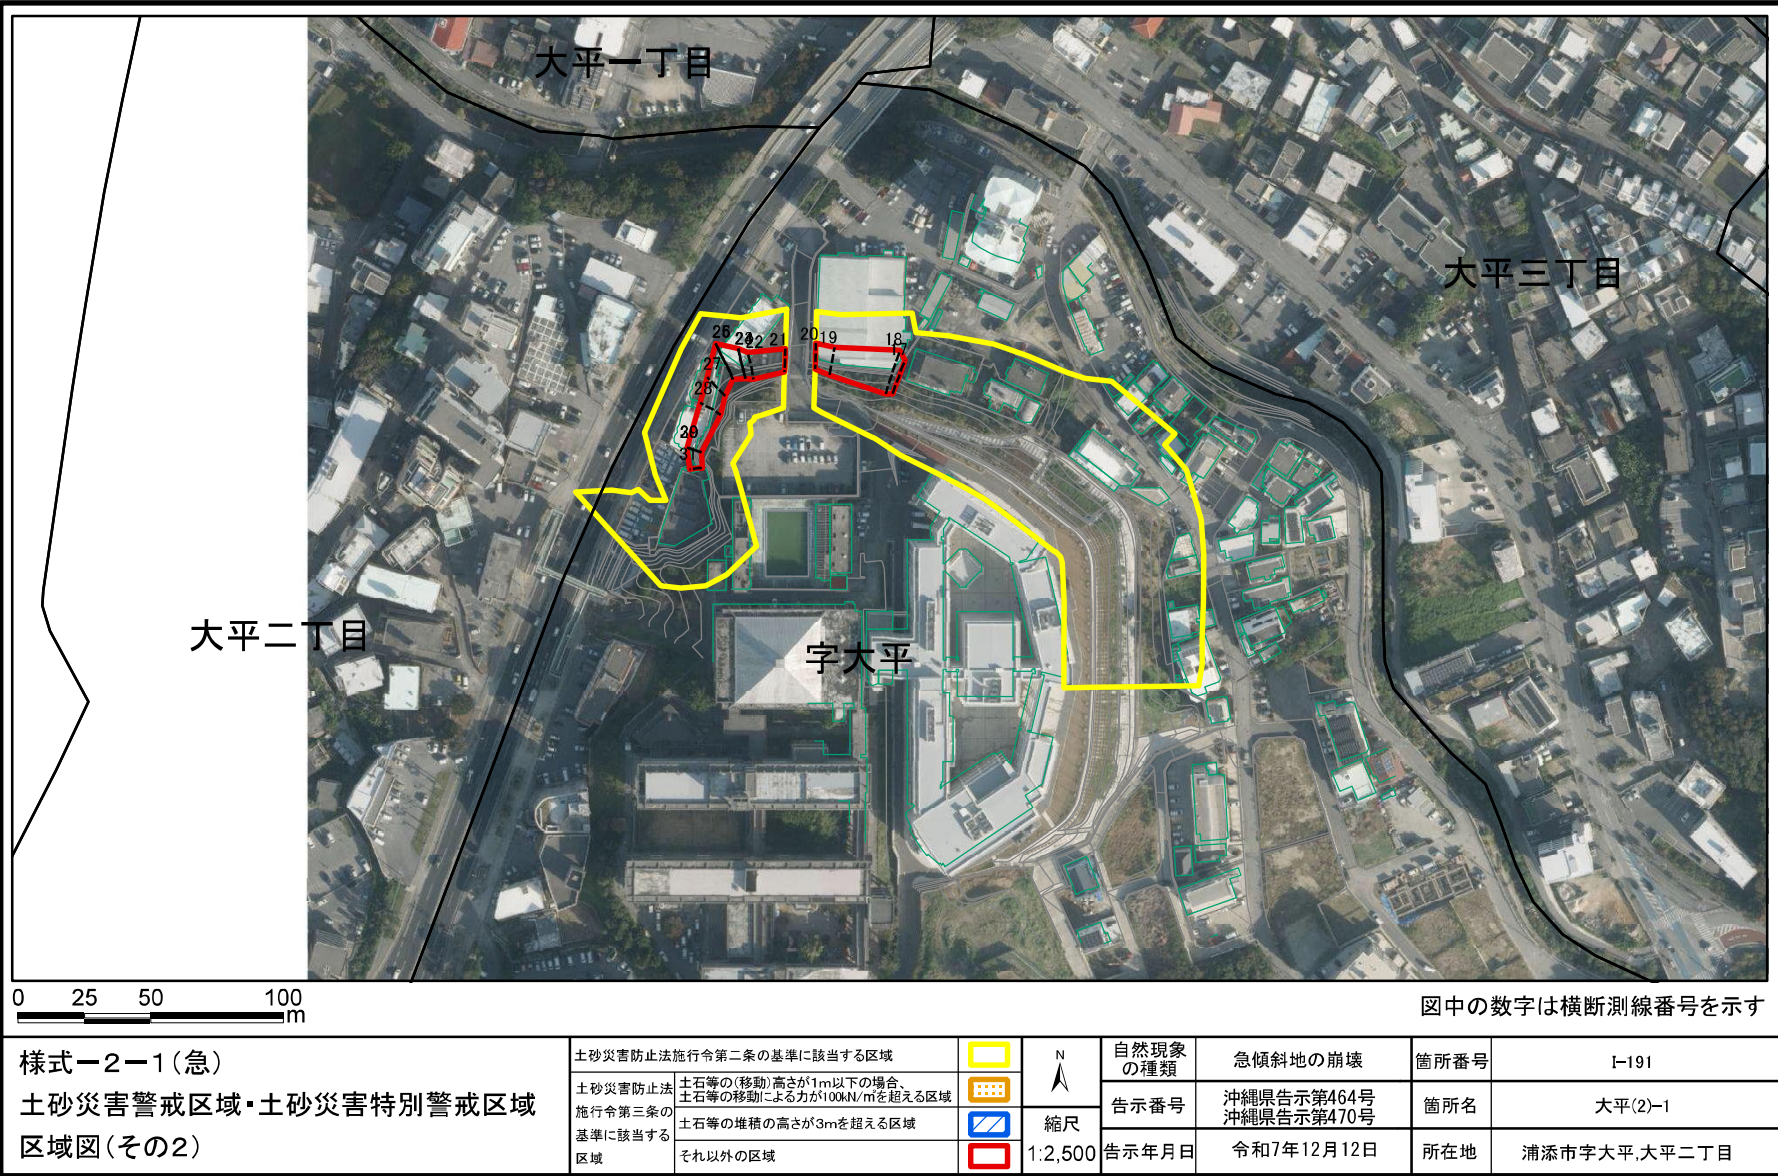 大平一丁目
大平三丁目
大平二丁目
字大平
26 24 22 21
20 19 18 17
27
28
30
31
0 25 50 100
m
図中の数字は横断測線番号を示す
様式-2-1(急)
土砂災害警戒区域・土砂災害特別警戒区域
区域図(その2)
土砂災害防止法施行令第二条の基準に該当する区域
土砂災害防止法
施行令第三条の
基準に該当する
区域
土石等の(移動)高さが1m以下の場合、
土石等の移動による力が100kN/㎡を超える区域
土石等の堆積の高さが3mを超える区域
それ以外の区域
N
縮尺
1:2,500
自然現象
の種類
急傾斜地の崩壊
箇所番号
I-191
告示番号
沖縄県告示第464号
沖縄県告示第470号
箇所名
大平(2)-1
告示年月日
令和7年12月12日
所在地
浦添市字大平,大平二丁目